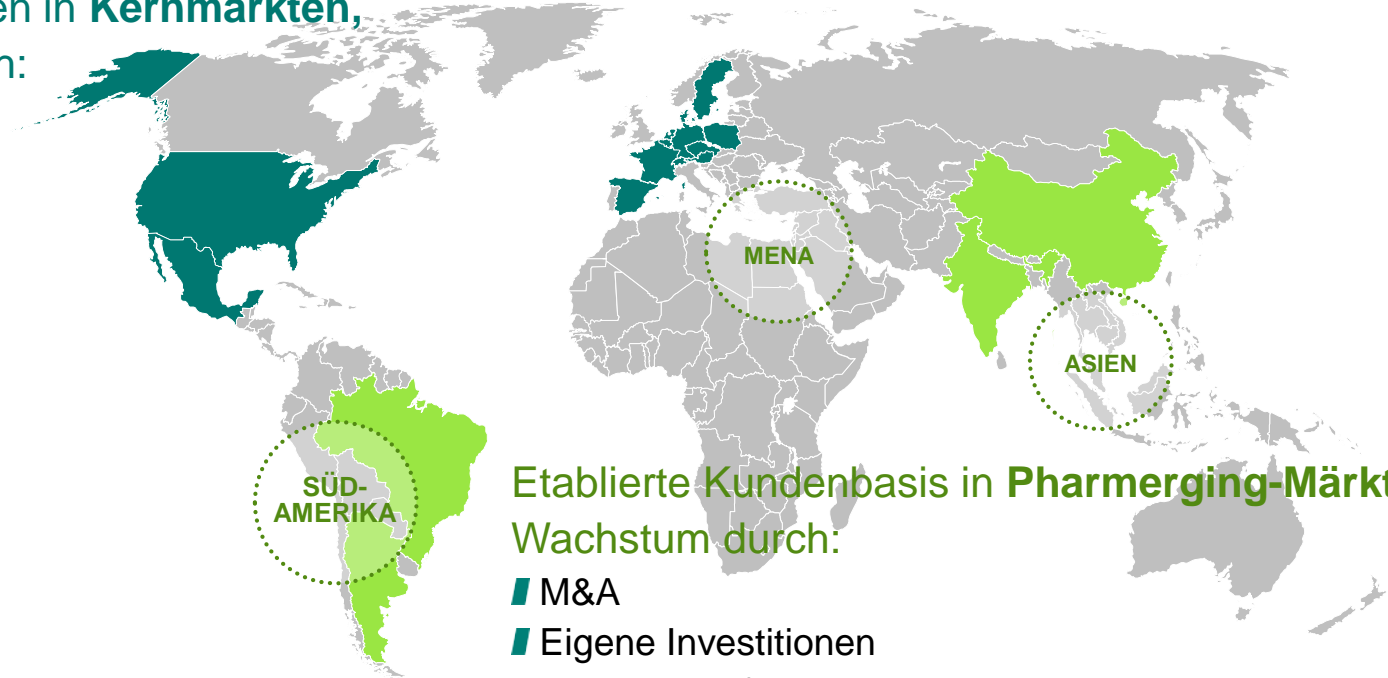 en in Kernmärkten,
n:
MENA
ASIEN
SÜD-
AMERIKA
Etablierte Kundenbasis in Pharmerging-Märkt
Wachstum durch:
M&A
Eigene Investitionen